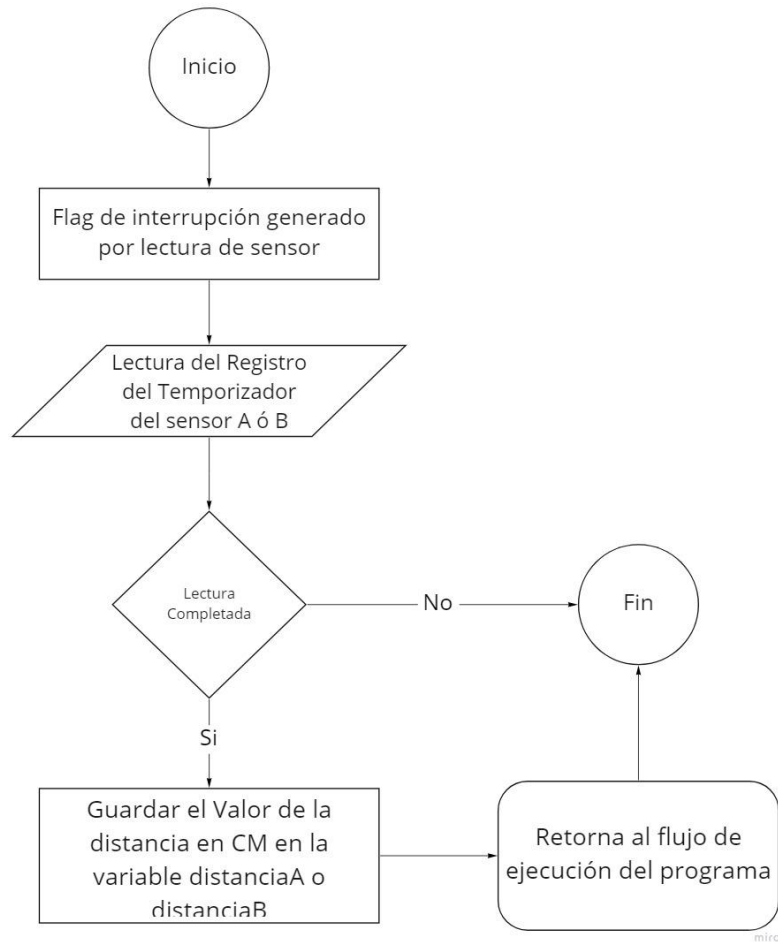 Inicio
Flag de interrupción generado
por lectura de sensor
Lectura del Registro
del Temporizador
del sensor A ó B
Lectura
Completada
No
Fin
Si
Guardar el Valor de la
distancia en CM en la
variable distanciaA o
distanciaB
Retorna al flujo de
ejecución del programa